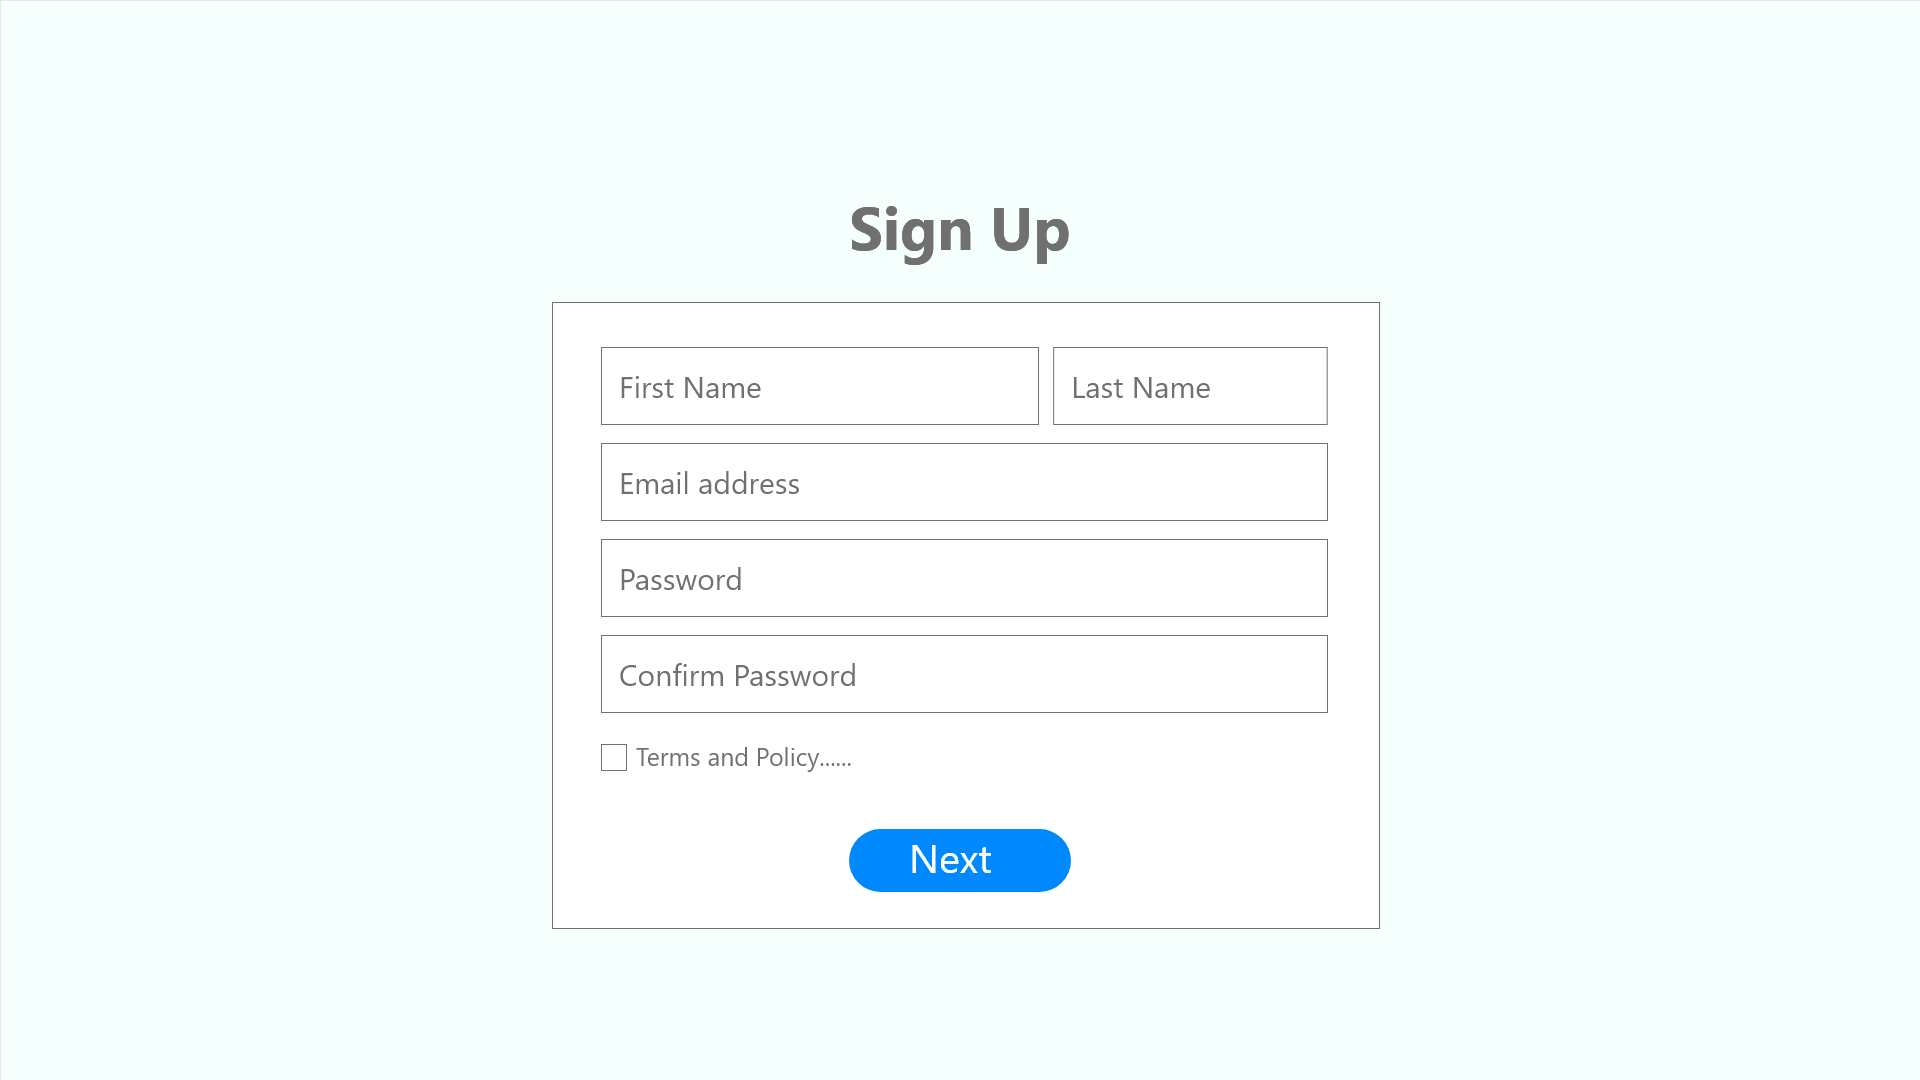 Sign Up
First Name Last Name
Email address
Password
Confirm Password
Terms and Policy......
Next